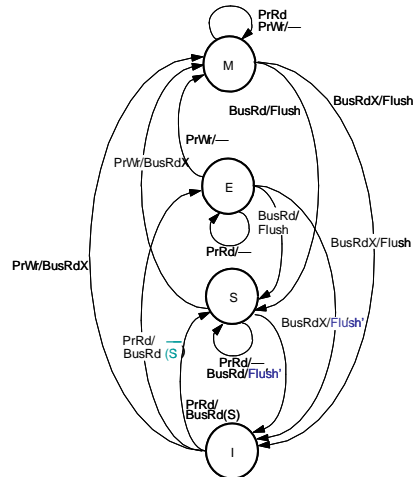 PrRd
PrWr/—
M
BusRd/Flush
BusRdX/Flush
PrWr/—
PrWr/BusRdX
E
BusRd/
Flush
PrRd/—
BusRdX/Flush
PrWr/BusRdX
S
BusRdX/Flush'
PrRd/
BusRd(S̅)
PrRd/—
BusRd/Flush'
PrRd/
BusRd(S)
I